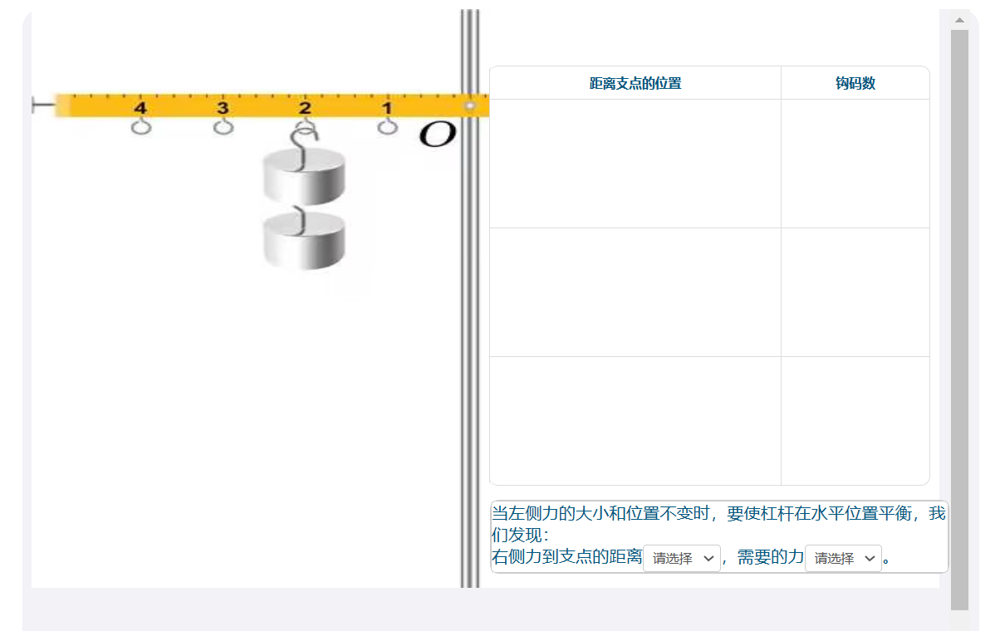 距离支点的位置 钩码数
4 3 2 1
O
当左侧力的大小和位置不变时，要使杠杆在水平位置平衡，我
们发现：
右侧力到支点的距离 请选择 ，需要的力 请选择 。